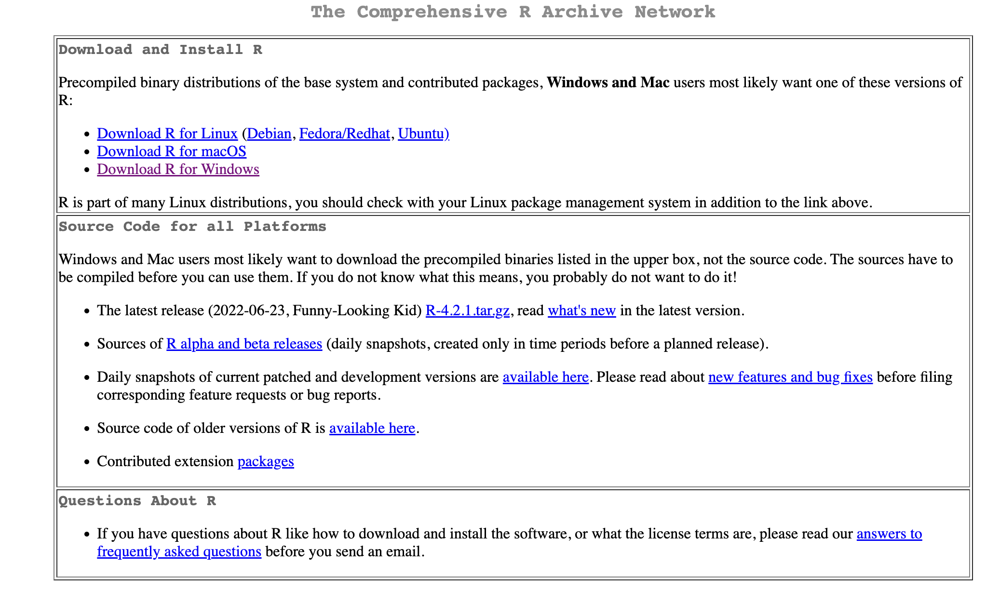 The Comprehensive R Archive Network
Download and Install R
Precompiled binary distributions of the base system and contributed packages, Windows and Mac users most likely want one of these versions of
R:
• Download R for Linux (Debian, Fedora/Redhat, Ubuntu)
• Download R for macOS
• Download R for Windows
R is part of many Linux distributions, you should check with your Linux package management system in addition to the link above.
Source Code for all Platforms
Windows and Mac users most likely want to download the precompiled binaries listed in the upper box, not the source code. The sources have to
be compiled before you can use them. If you do not know what this means, you probably do not want to do it!
• The latest release (2022-06-23, Funny-Looking Kid) R-4.2.1.tar.gz, read what's new in the latest version.
• Sources of R alpha and beta releases (daily snapshots, created only in time periods before a planned release).
• Daily snapshots of current patched and development versions are available here. Please read about new features and bug fixes before filing
corresponding feature requests or bug reports.
• Source code of older versions of R is available here.
• Contributed extension packages
Questions About R
• If you have questions about R like how to download and install the software, or what the license terms are, please read our answers to
frequently asked questions before you send an email.